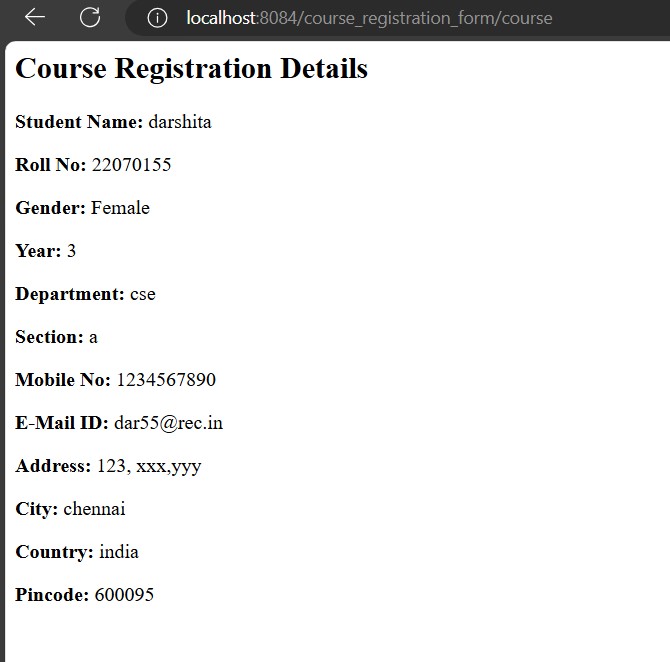 localhost:8084/course_registration_form/course
Course Registration Details
Student Name: darshita
Roll No: 22070155
Gender: Female
Year: 3
Department: cse
Section: a
Mobile No: 1234567890
E-Mail ID: dar55@rec.in
Address: 123, xxx,yyy
City: chennai
Country: india
Pincode: 600095